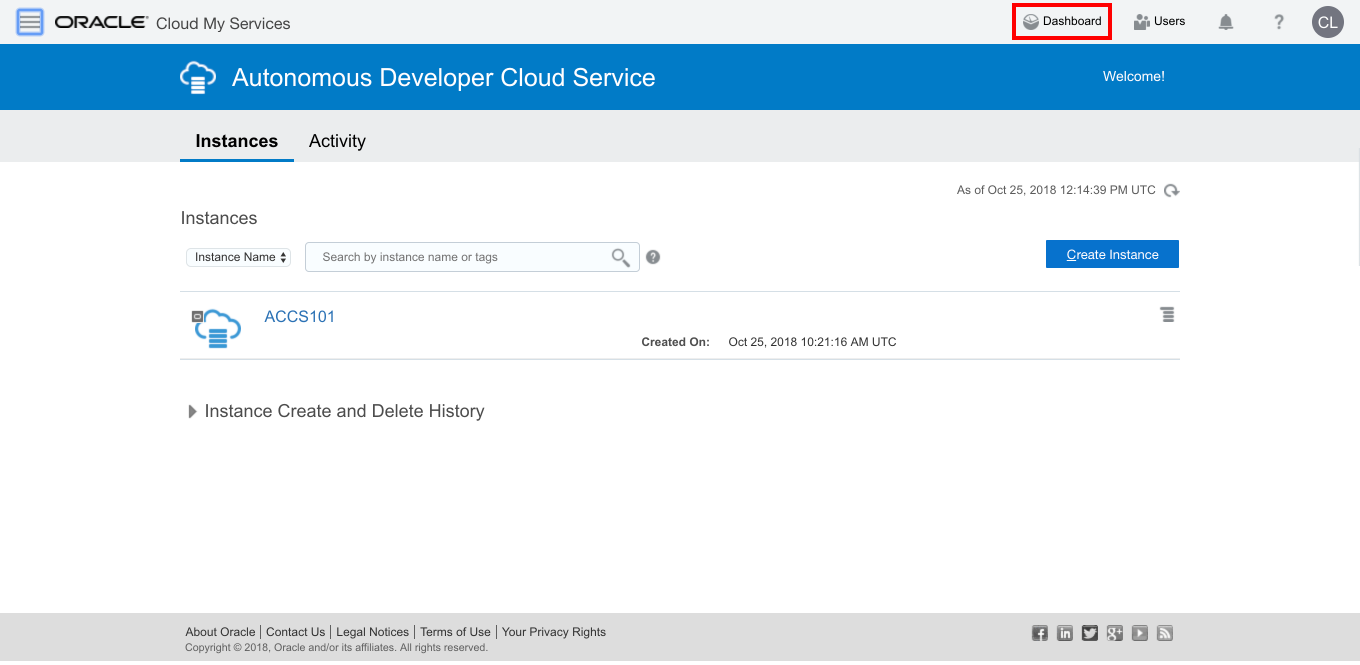 ORACLE Cloud My Services Dashboard Users ? CL
Autonomous Developer Cloud Service Welcome!
Instances Activity
As of Oct 25, 2018 12:14:39 PM UTC
Instances
Instance Name Search by instance name or tags ? Create Instance
ACCS101
Created On: Oct 25, 2018 10:21:16 AM UTC
Instance Create and Delete History
About Oracle | Contact Us | Legal Notices | Terms of Use | Your Privacy Rights
Copyright © 2018, Oracle and/or its affiliates. All rights reserved.